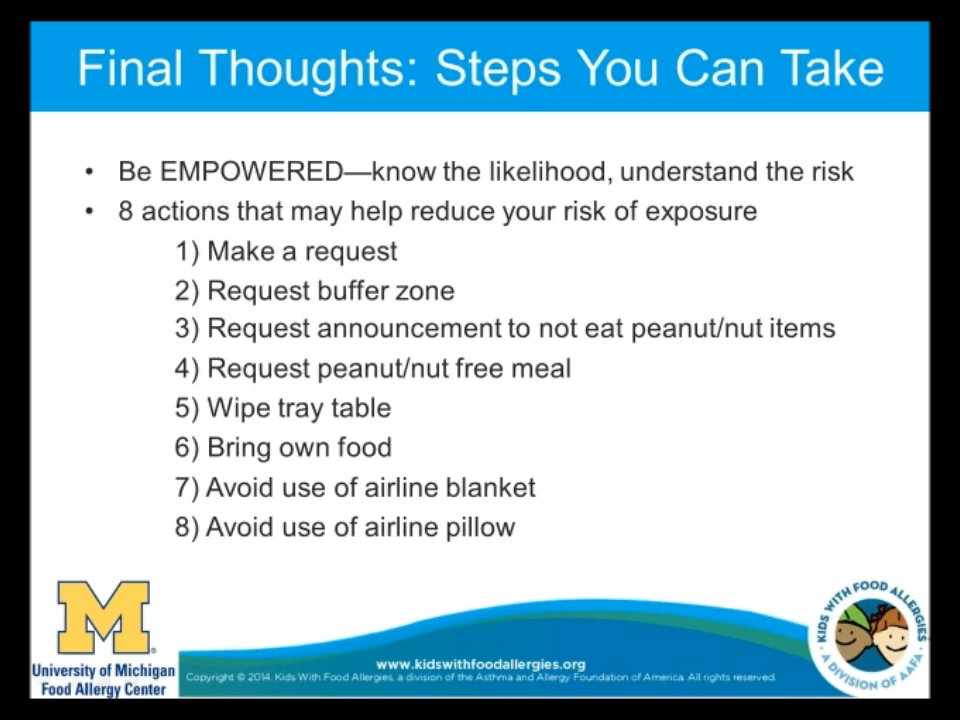 Final Thoughts: Steps You Can Take
• Be EMPOWERED—know the likelihood, understand the risk
• 8 actions that may help reduce your risk of exposure
1) Make a request
2) Request buffer zone
3) Request announcement to not eat peanut/nut items
4) Request peanut/nut free meal
5) Wipe tray table
6) Bring own food
7) Avoid use of airline blanket
8) Avoid use of airline pillow
M
University of Michigan
Food Allergy Center
www.kidswithfoodallergies.org
Copyright © 2014, Kids With Food Allergies, a division of the Asthma and Allergy Foundation of America. All rights reserved.
• KIDS WITH FOOD ALLERGIES •
A DIVISION OF AAFA